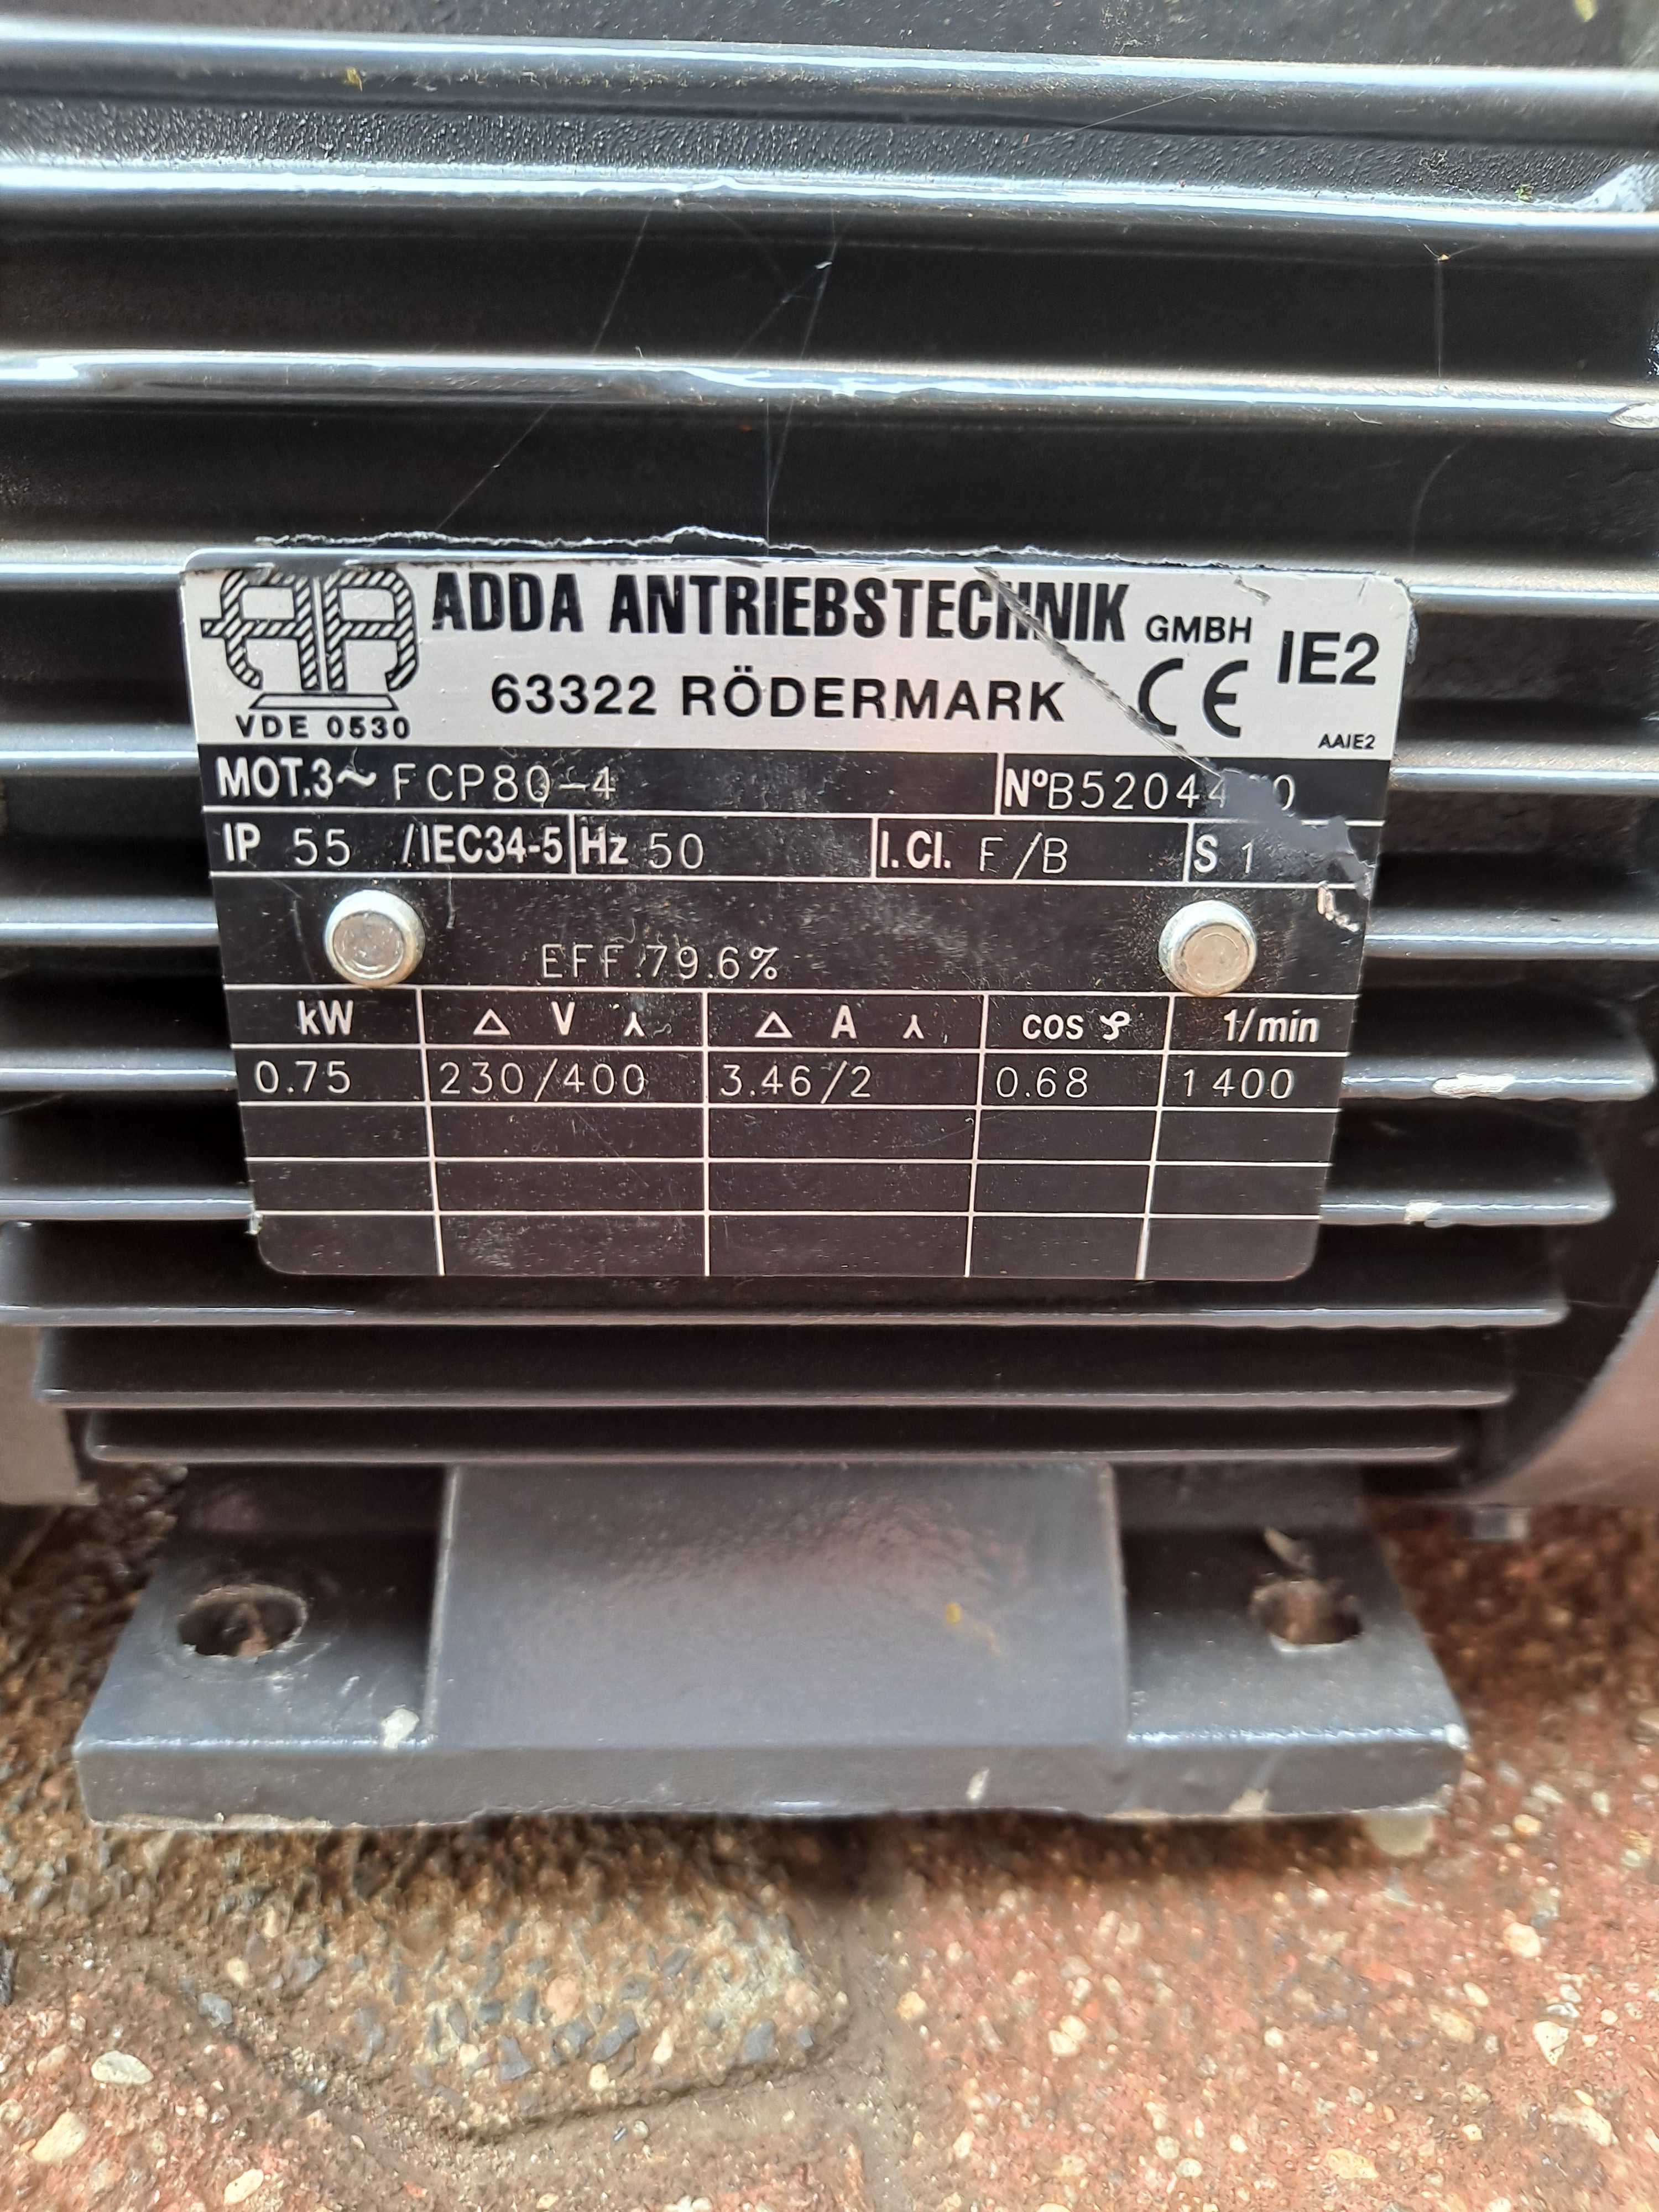 ADDA ANTRIEBSTECHNIK GMBH IE2
63322 RÖDERMARK CE
VDE 0530 AAIE2
MOT.3~ FCP80-4 Nº
IP 55 /IEC34-5 Hz 50 I.Cl. F/B S 1
EFF.79.6%
kW △ V ⅄ △ A ⅄ cos φ 1/min
0.75 230/400 3.46/2 0.68 1400